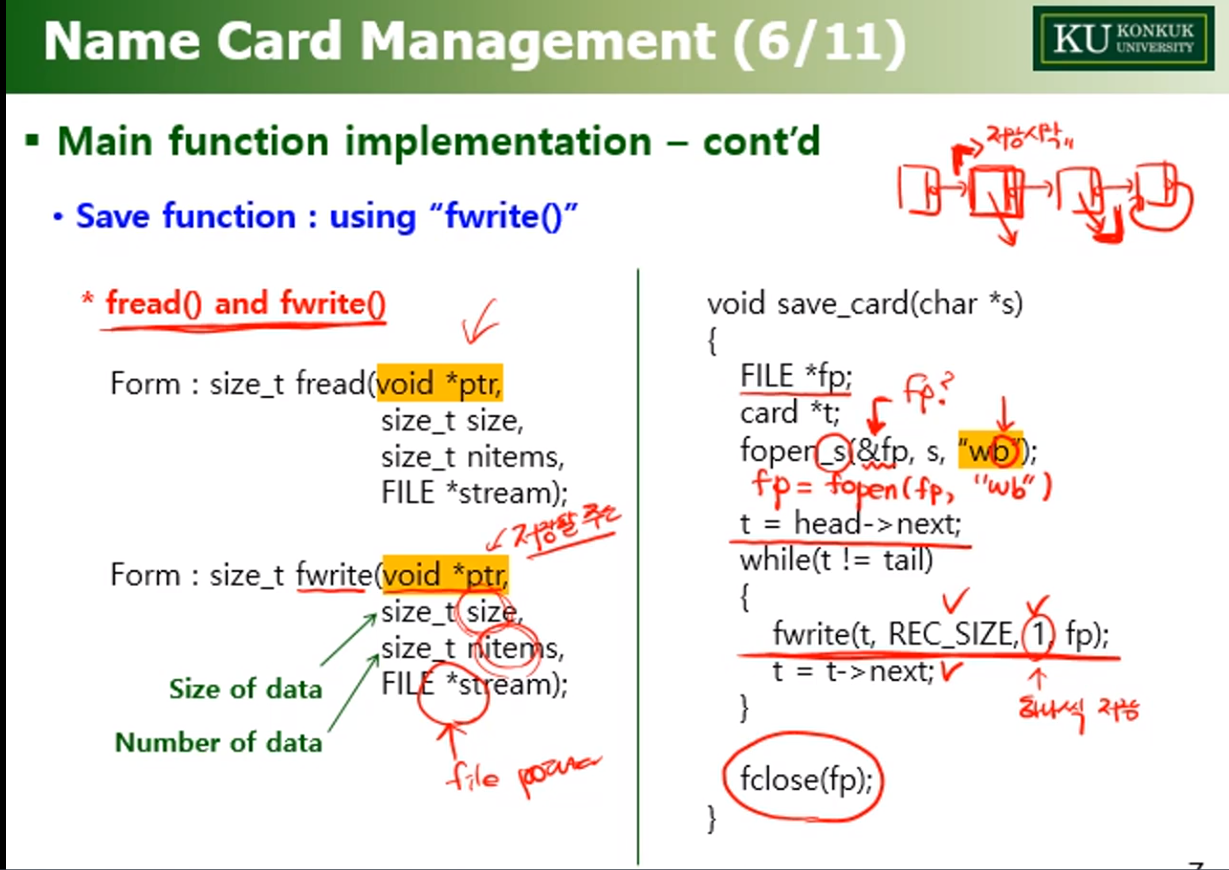 Name Card Management (6/11)
KU KONKUK
UNIVERSITY
▪ Main function implementation – cont’d
저장시작
• Save function : using “fwrite()”
* fread() and fwrite()
Form : size_t fread(void *ptr,
size_t size,
size_t nitems,
FILE *stream);
저장할 주소
Form : size_t fwrite(void *ptr,
size_t size,
size_t nitems,
FILE *stream);
Size of data
Number of data
file
void save_card(char *s)
{
FILE *fp;
fp?
card *t;
fopen_s(&fp, s, “wb”);
fp = fopen(fp, "wb")
t = head->next;
while(t != tail)
{
fwrite(t, REC_SIZE, 1, fp);
t = t->next;
하나씩 저장
}
fclose(fp);
}
7